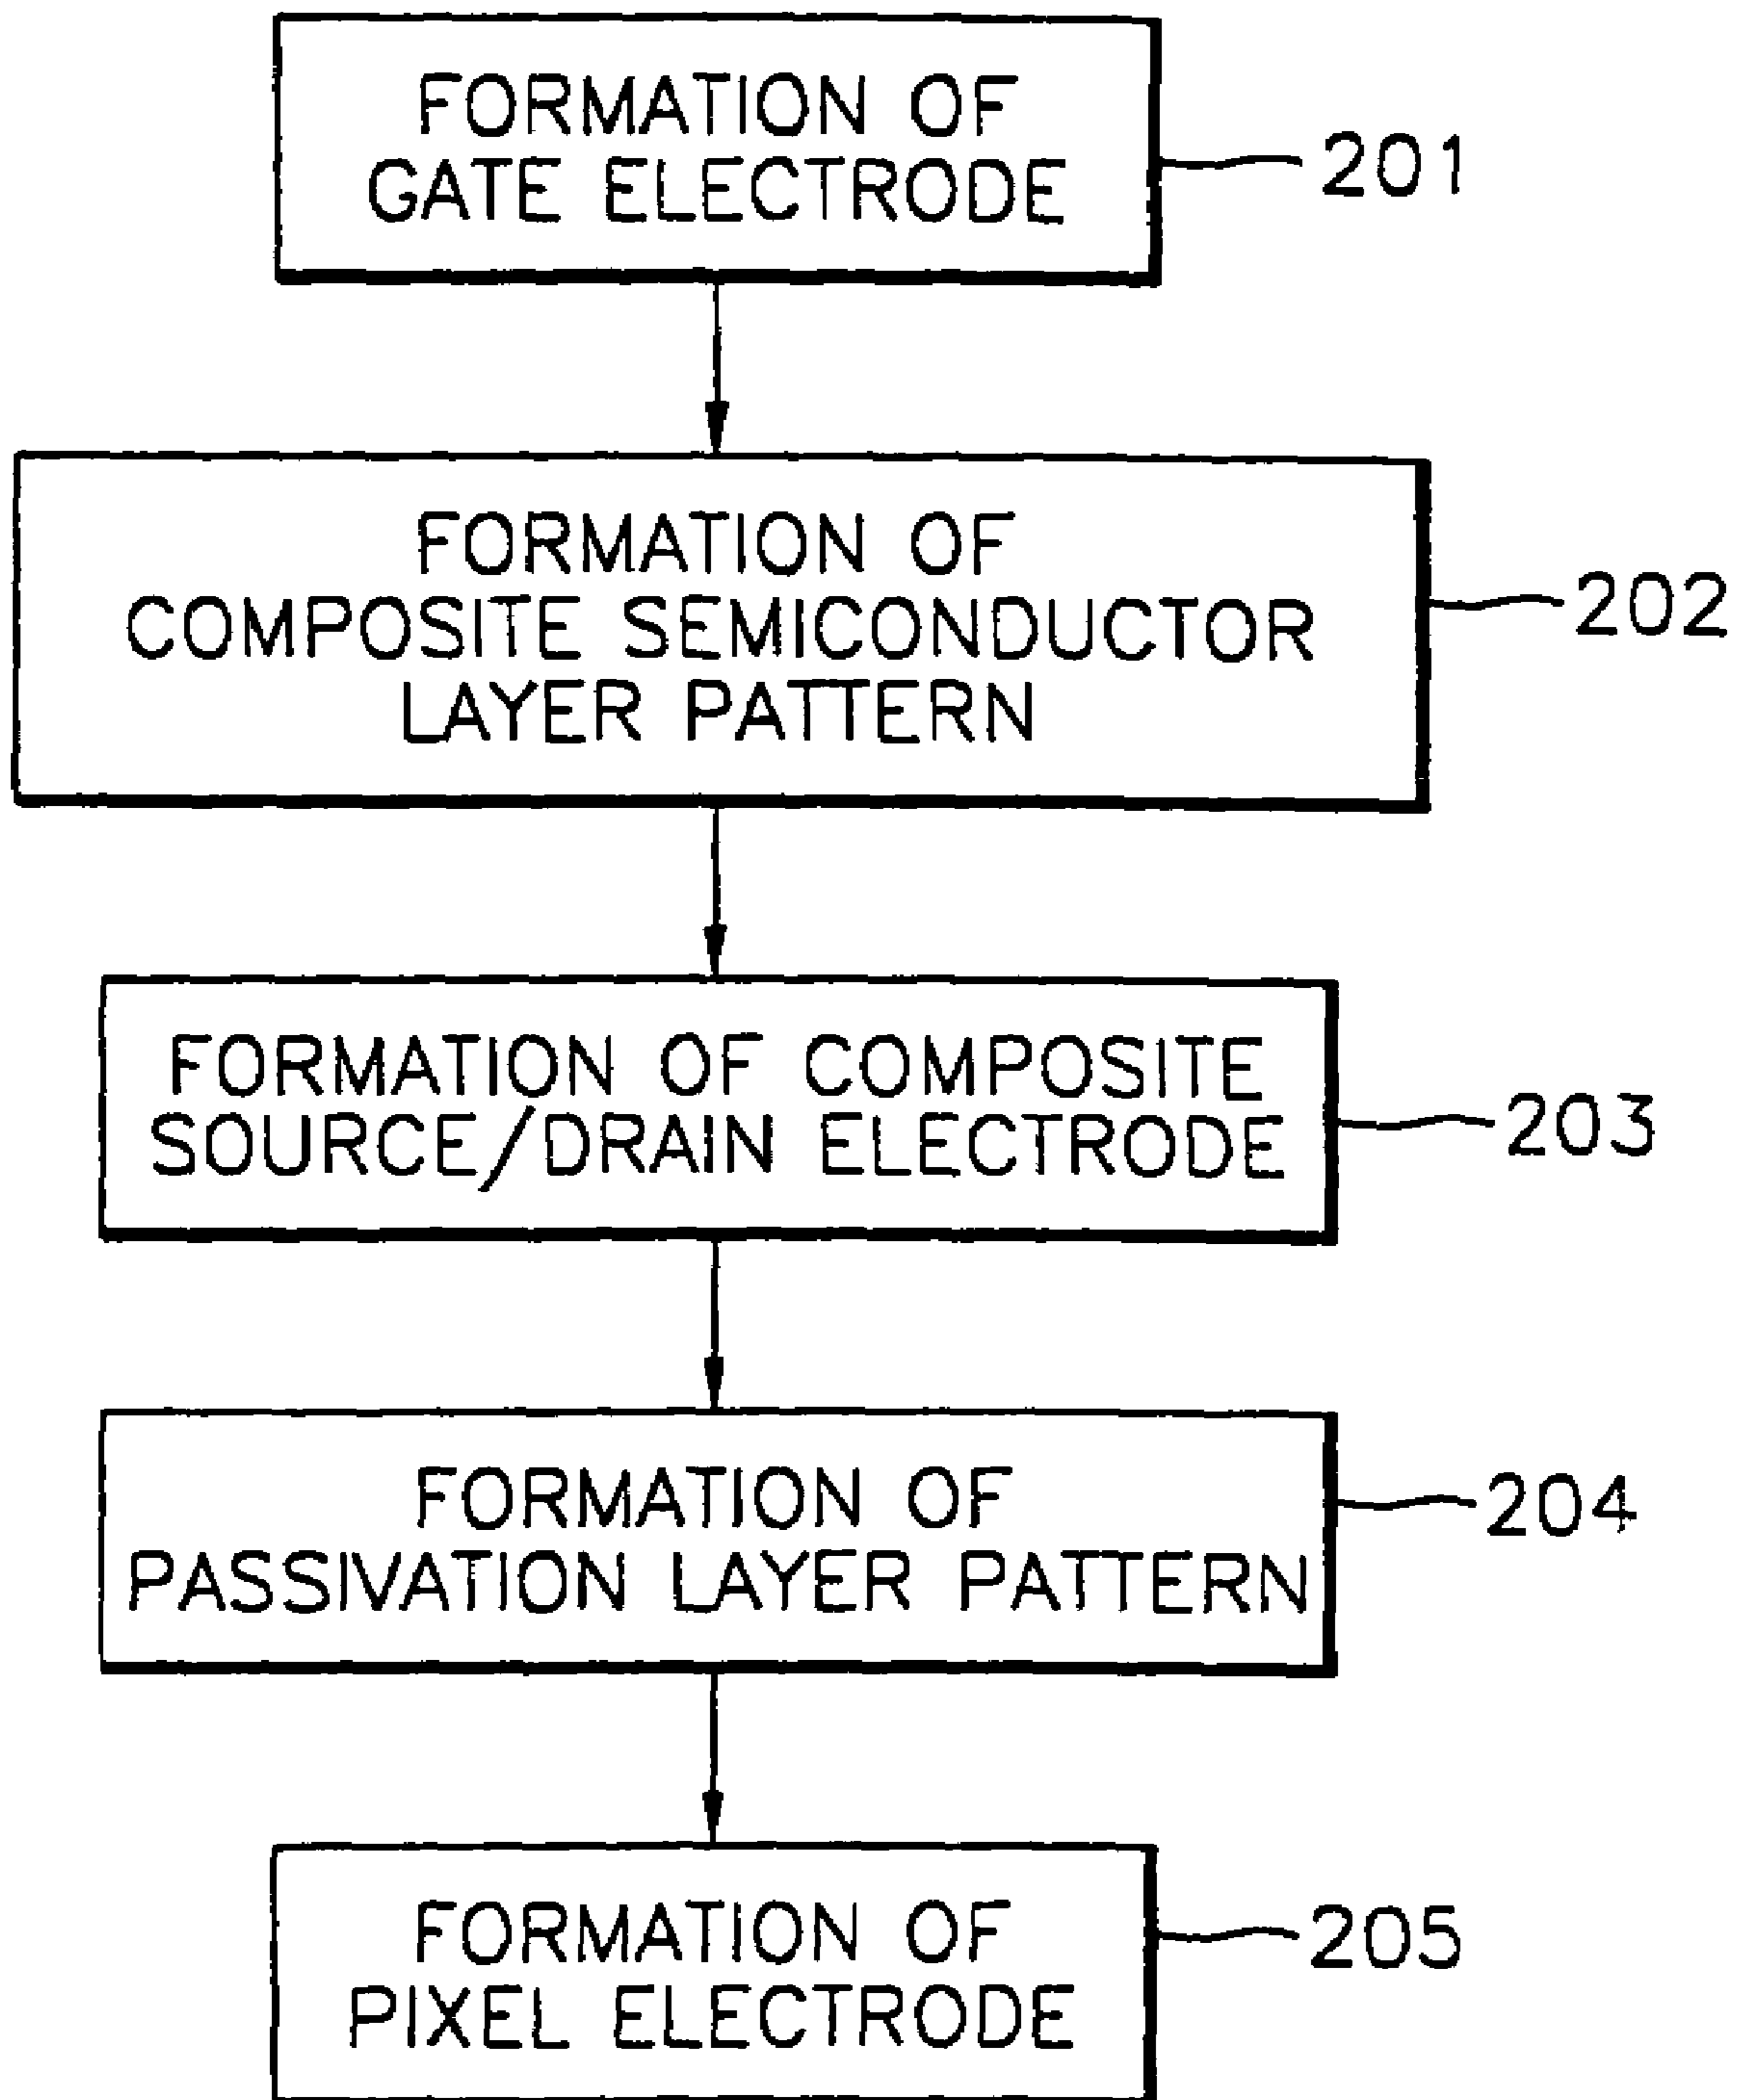 FORMATION OF
GATE ELECTRODE
201
FORMATION OF
COMPOSITE SEMICONDUCTOR
LAYER PATTERN
202
FORMATION OF COMPOSITE
SOURCE/DRAIN ELECTRODE
203
FORMATION OF
PASSIVATION LAYER PATTERN
204
FORMATION OF
PIXEL ELECTRODE
205